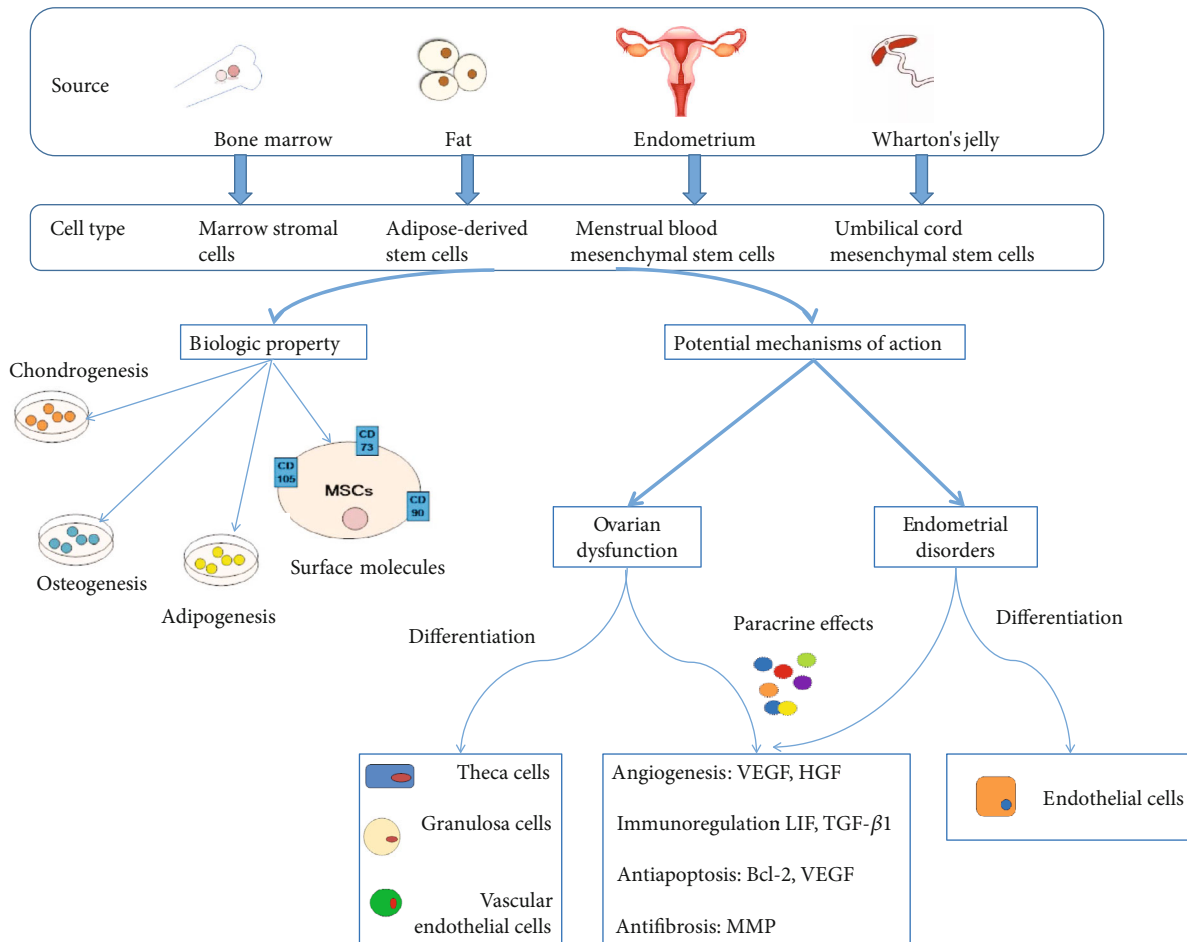 Source
Bone marrow
Fat
Endometrium
Wharton's jelly
Cell type
Marrow stromal
cells
Adipose-derived
stem cells
Menstrual blood
mesenchymal stem cells
Umbilical cord
mesenchymal stem cells
Biologic property
Potential mechanisms of action
Chondrogenesis
Osteogenesis
Adipogenesis
CD
73
CD
105
MSCs
CD
90
Surface molecules
Ovarian
dysfunction
Endometrial
disorders
Differentiation
Paracrine effects
Differentiation
Theca cells
Granulosa cells
Vascular
endothelial cells
Angiogenesis: VEGF, HGF
Immunoregulation: LIF, TGF-β1
Antiapoptosis: Bcl-2, VEGF
Antifibrosis: MMP
Endothelial cells